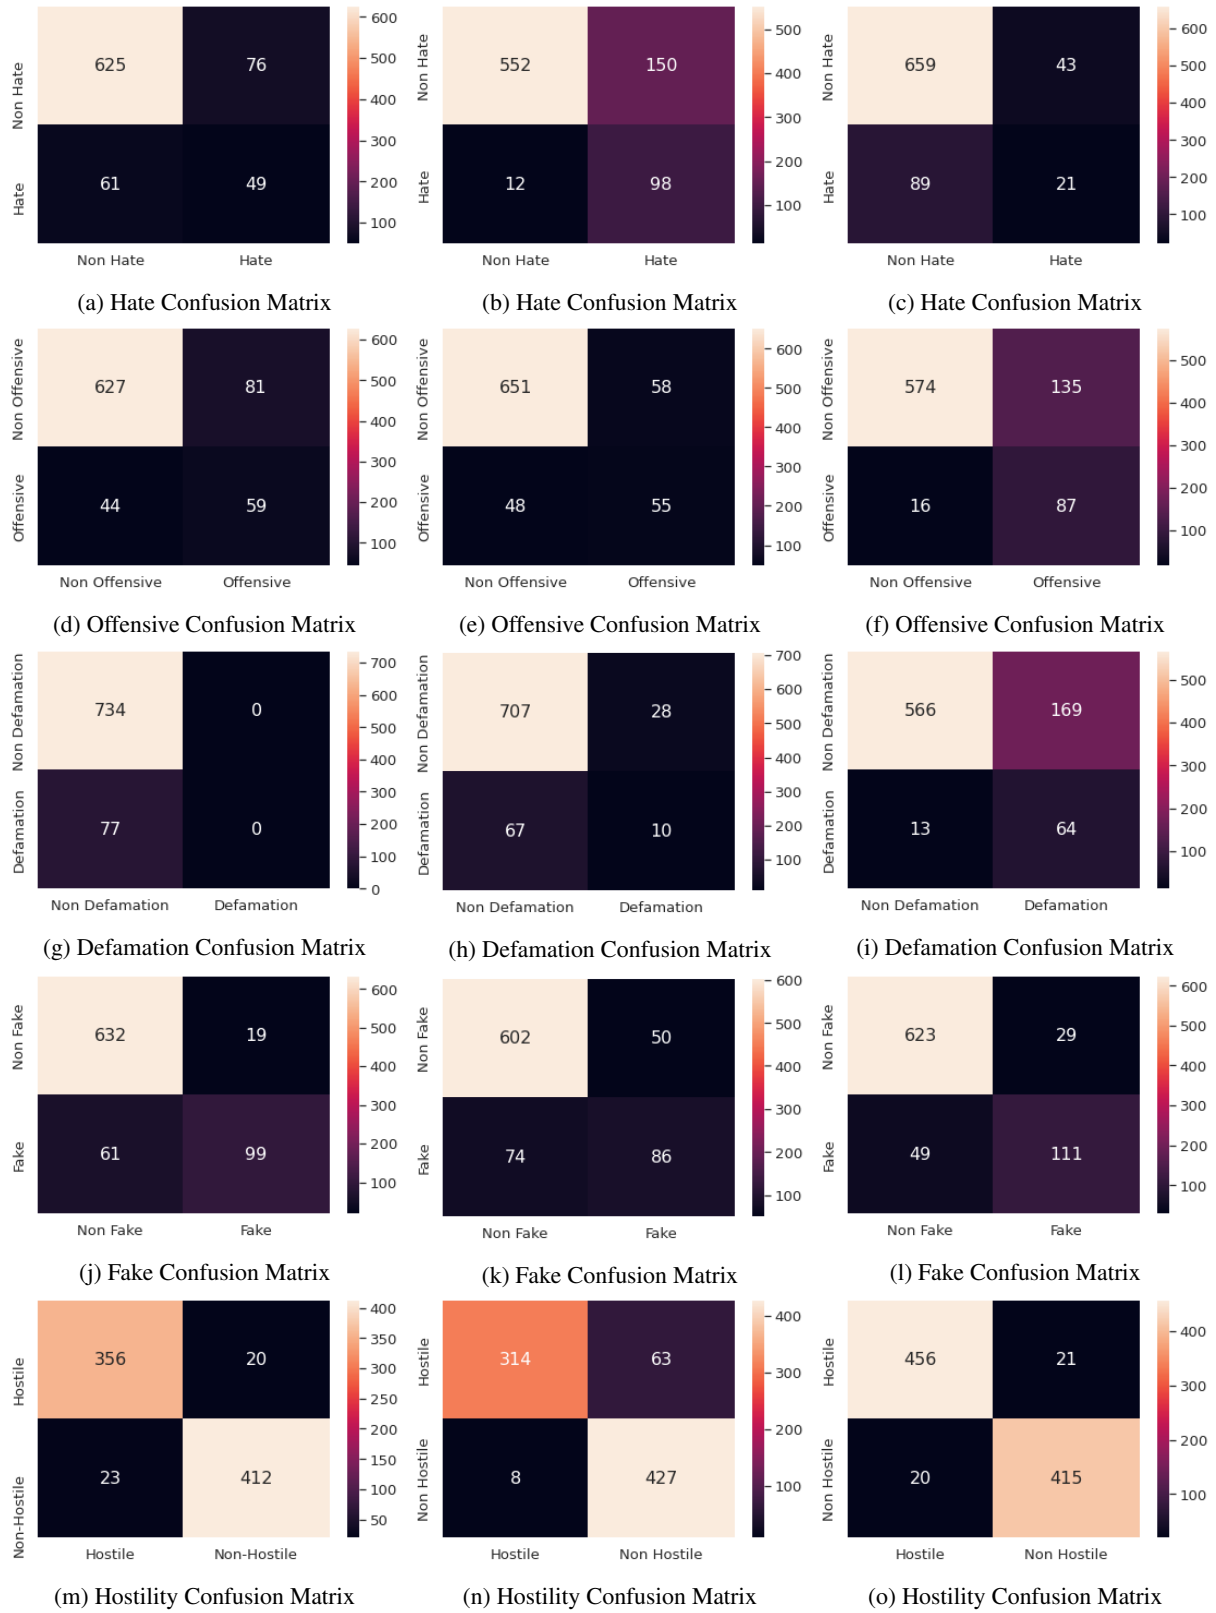 Non Hate 625 76 600
500
400
300
Hate 61 49 200
100
Non Hate Hate
(a) Hate Confusion Matrix
Non Hate 552 150 500
400
300
200
Hate 12 98 100
Non Hate Hate
(b) Hate Confusion Matrix
Non Hate 659 43 600
500
400
300
Hate 89 21 200
100
Non Hate Hate
(c) Hate Confusion Matrix
Non Offensive 627 81 600
500
400
300
Offensive 44 59 200
100
Non Offensive Offensive
(d) Offensive Confusion Matrix
Non Offensive 651 58 600
500
400
300
Offensive 48 55 200
100
Non Offensive Offensive
(e) Offensive Confusion Matrix
Non Offensive 574 135 500
400
300
200
Offensive 16 87 100
Non Offensive Offensive
(f) Offensive Confusion Matrix
Non Defamation 734 0 700
600
500
400
300
Defamation 77 0 200
100
0
Non Defamation Defamation
(g) Defamation Confusion Matrix
Non Defamation 707 28 700
600
500
400
300
Defamation 67 10 200
100
Non Defamation Defamation
(h) Defamation Confusion Matrix
Non Defamation 566 169 500
400
300
200
Defamation 13 64 100
Non Defamation Defamation
(i) Defamation Confusion Matrix
Non Fake 632 19 600
500
400
300
Fake 61 99 200
100
Non Fake Fake
(j) Fake Confusion Matrix
Non Fake 602 50 600
500
400
300
Fake 74 86 200
100
Non Fake Fake
(k) Fake Confusion Matrix
Non Fake 623 29 600
500
400
300
Fake 49 111 200
100
Non Fake Fake
(l) Fake Confusion Matrix
Hostile 356 20 400
350
300
250
200
150
Non-Hostile 23 412 100
50
Hostile Non-Hostile
(m) Hostility Confusion Matrix
Hostile 314 63 400
300
200
Non Hostile 8 427 100
Hostile Non Hostile
(n) Hostility Confusion Matrix
Hostile 456 21 400
300
200
Non Hostile 20 415 100
Hostile Non Hostile
(o) Hostility Confusion Matrix